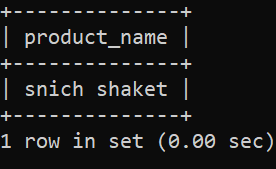 +--------------+
| product_name |
+--------------+
| snich shaket |
+--------------+
1 row in set (0.00 sec)